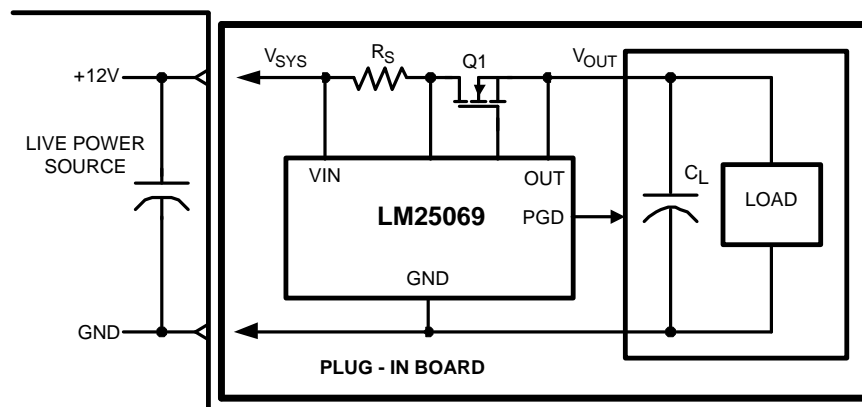 +12V
LIVE POWER
SOURCE
GND
VSYS
RS
Q1
VOUT
VIN
OUT
LM25069
PGD
GND
CL
LOAD
PLUG - IN BOARD